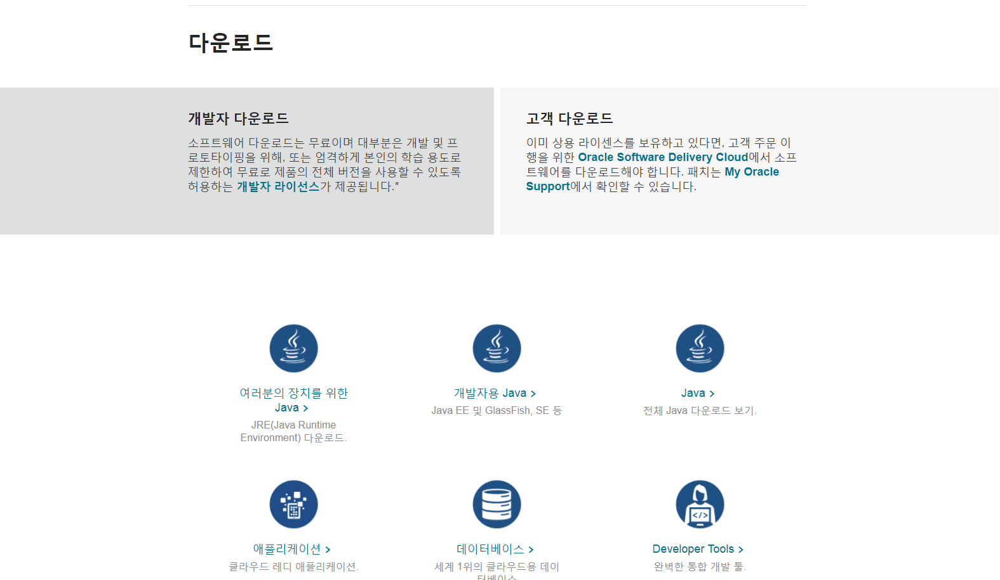 다운로드
개발자 다운로드
소프트웨어 다운로드는 무료이며 대부분은 개발 및 프
로토타이핑을 위해, 또는 엄격하게 본인의 학습 용도로
제한하여 무료로 제품의 전체 버전을 사용할 수 있도록
허용하는 개발자 라이선스가 제공됩니다.*
고객 다운로드
이미 상용 라이센스를 보유하고 있다면, 고객 주문 이
행을 위한 Oracle Software Delivery Cloud에서 소프
트웨어를 다운로드해야 합니다. 패치는 My Oracle
Support에서 확인할 수 있습니다.
여러분의 장치를 위한
Java >
JRE(Java Runtime
Environment) 다운로드.
개발자용 Java >
Java EE 및 GlassFish, SE 등
Java >
전체 Java 다운로드 보기.
애플리케이션 >
클라우드 레디 애플리케이션.
데이터베이스 >
세계 1위의 클라우드용 데이
터베이스
</> 
Developer Tools >
완벽한 통합 개발 툴.